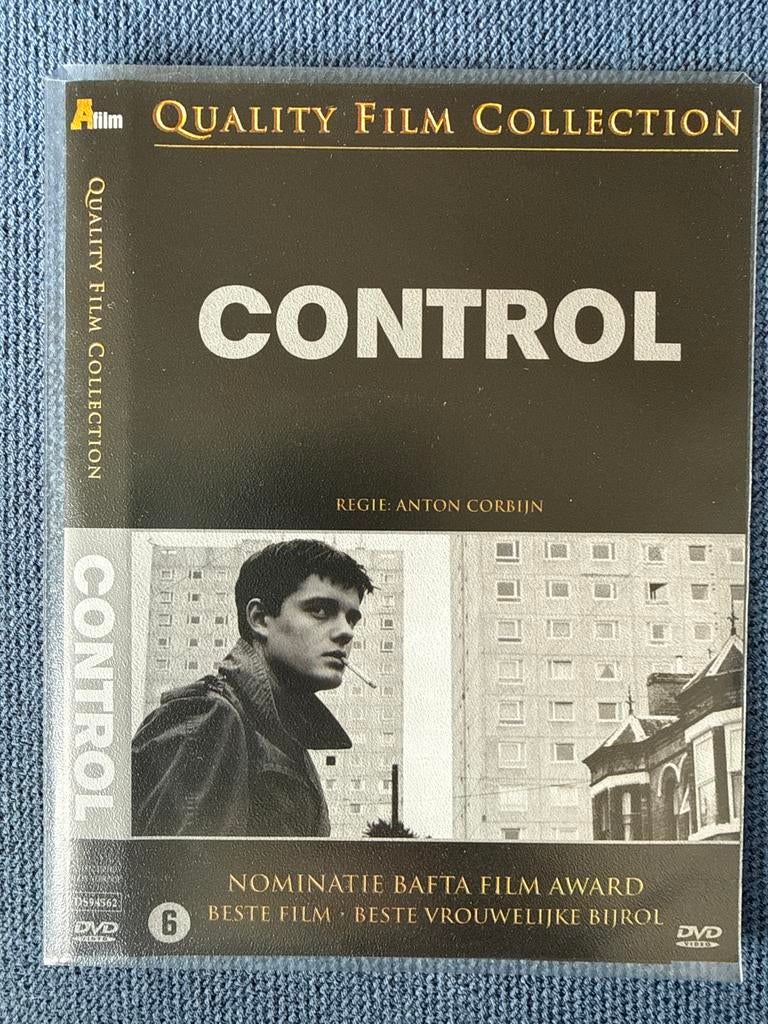 Afilm
QUALITY FILM COLLECTION
QUALITY FILM COLLECTION
CONTROL
REGIE: ANTON CORBIJN
CONTROL
NOMINATIE BAFTA FILM AWARD
BESTE FILM · BESTE VROUWELIJKE BIJROL
DS94562
DVD
VIDEO
6
DVD
VIDEO